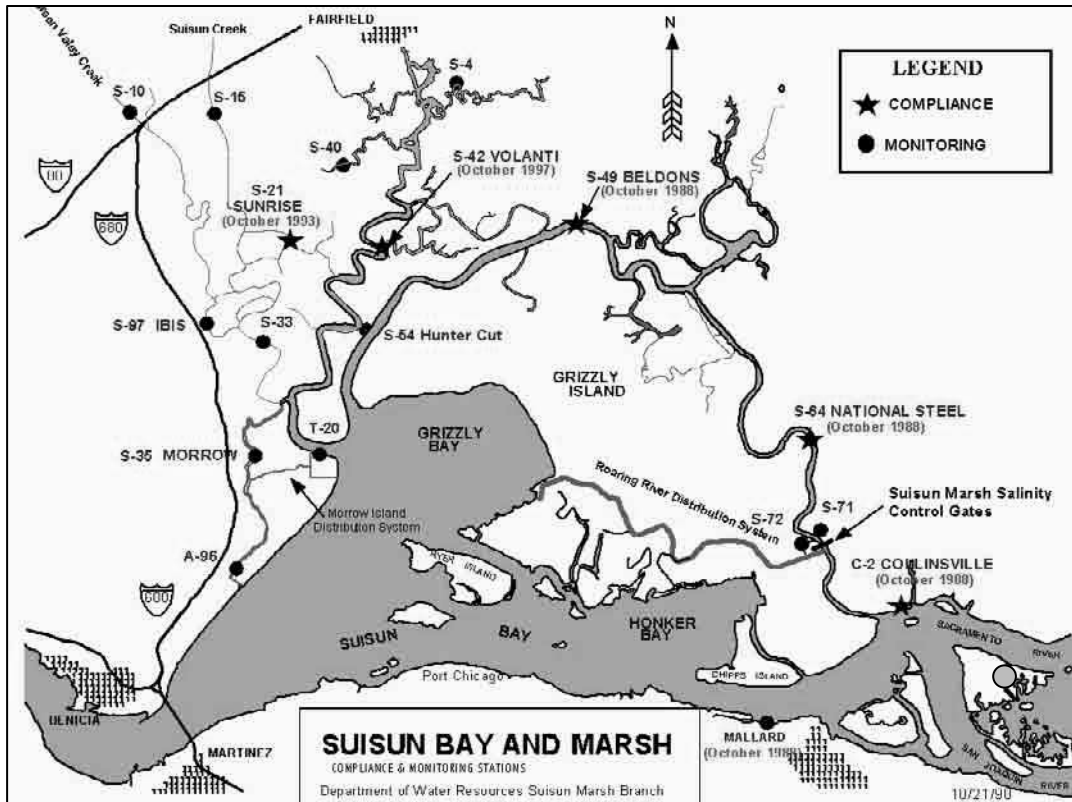 FAIRFIELD
Suisun Creek
Valey Creek
S-10
S-16
S-4
S-40
N
LEGEND
COMPLIANCE
MONITORING
S-42 VOLANTI
(October 1997)
S-49 BELDONS
(October 1988)
S-21
SUNRISE
(October 1993)
680
S-97 IBIS
S-33
S-54 Hunter Cut
GRIZZLY
ISLAND
S-64 NATIONAL STEEL
(October 1988)
T-20
GRIZZLY
BAY
S-35 MORROW
Roaring River Distribution System
S-72
S-71
Suisun Marsh Salinity
Control Gates
Morrow Island
Distribution System
A-96
C-2 COLLINSVILLE
(October 1988)
ISLAND
SUISUN
BAY
HONKER
BAY
SACRAMENTO
RIVER
CHIPPS ISLAND
Port Chicago
BENICIA
MARTINEZ
MALLARD
(October 1988)
SAN JOAQUIN
RIVER
SUISUN BAY AND MARSH
COMPLIANCE & MONITORING STATIONS
Department of Water Resources Suisun Marsh Branch
10/21/90